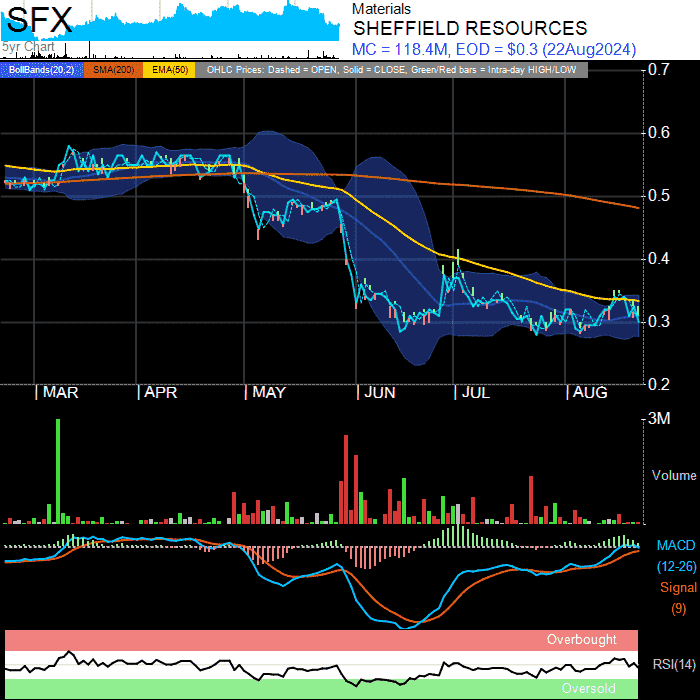 SFX
5yr Chart
Materials
SHEFFIELD RESOURCES
MC = 118.4M, EOD = $0.3 (22Aug2024)
BollBands(20,2) SMA(200) EMA(50) OHLC Prices: Dashed = OPEN, Solid = CLOSE, Green/Red bars = Intra-day HIGH/LOW
0.7
0.6
0.5
0.4
0.3
0.2
| MAR | APR | MAY | JUN | JUL | AUG
3M
Volume
MACD
(12-26)
Signal
(9)
Overbought
RSI(14)
Oversold